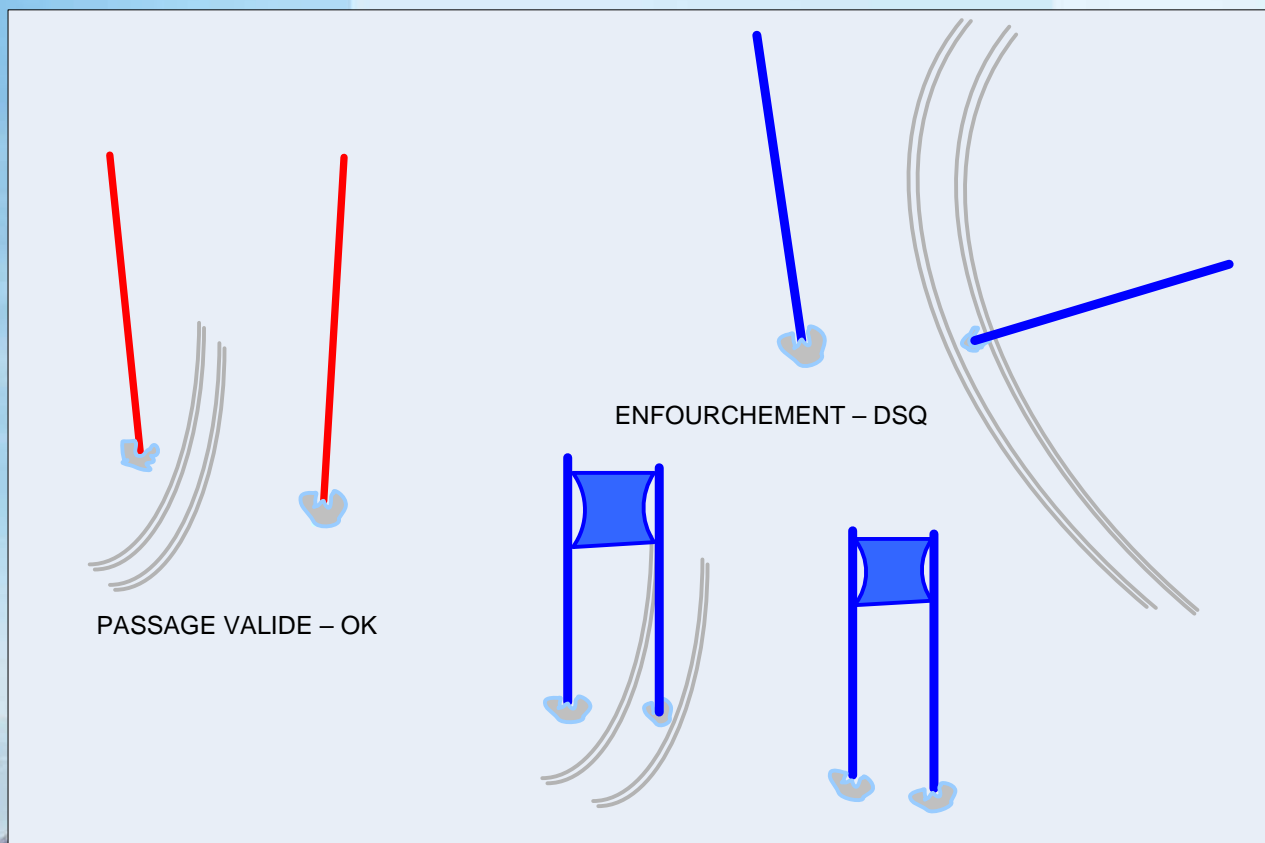 ENFOURCHEMENT – DSQ
PASSAGE VALIDE – OK